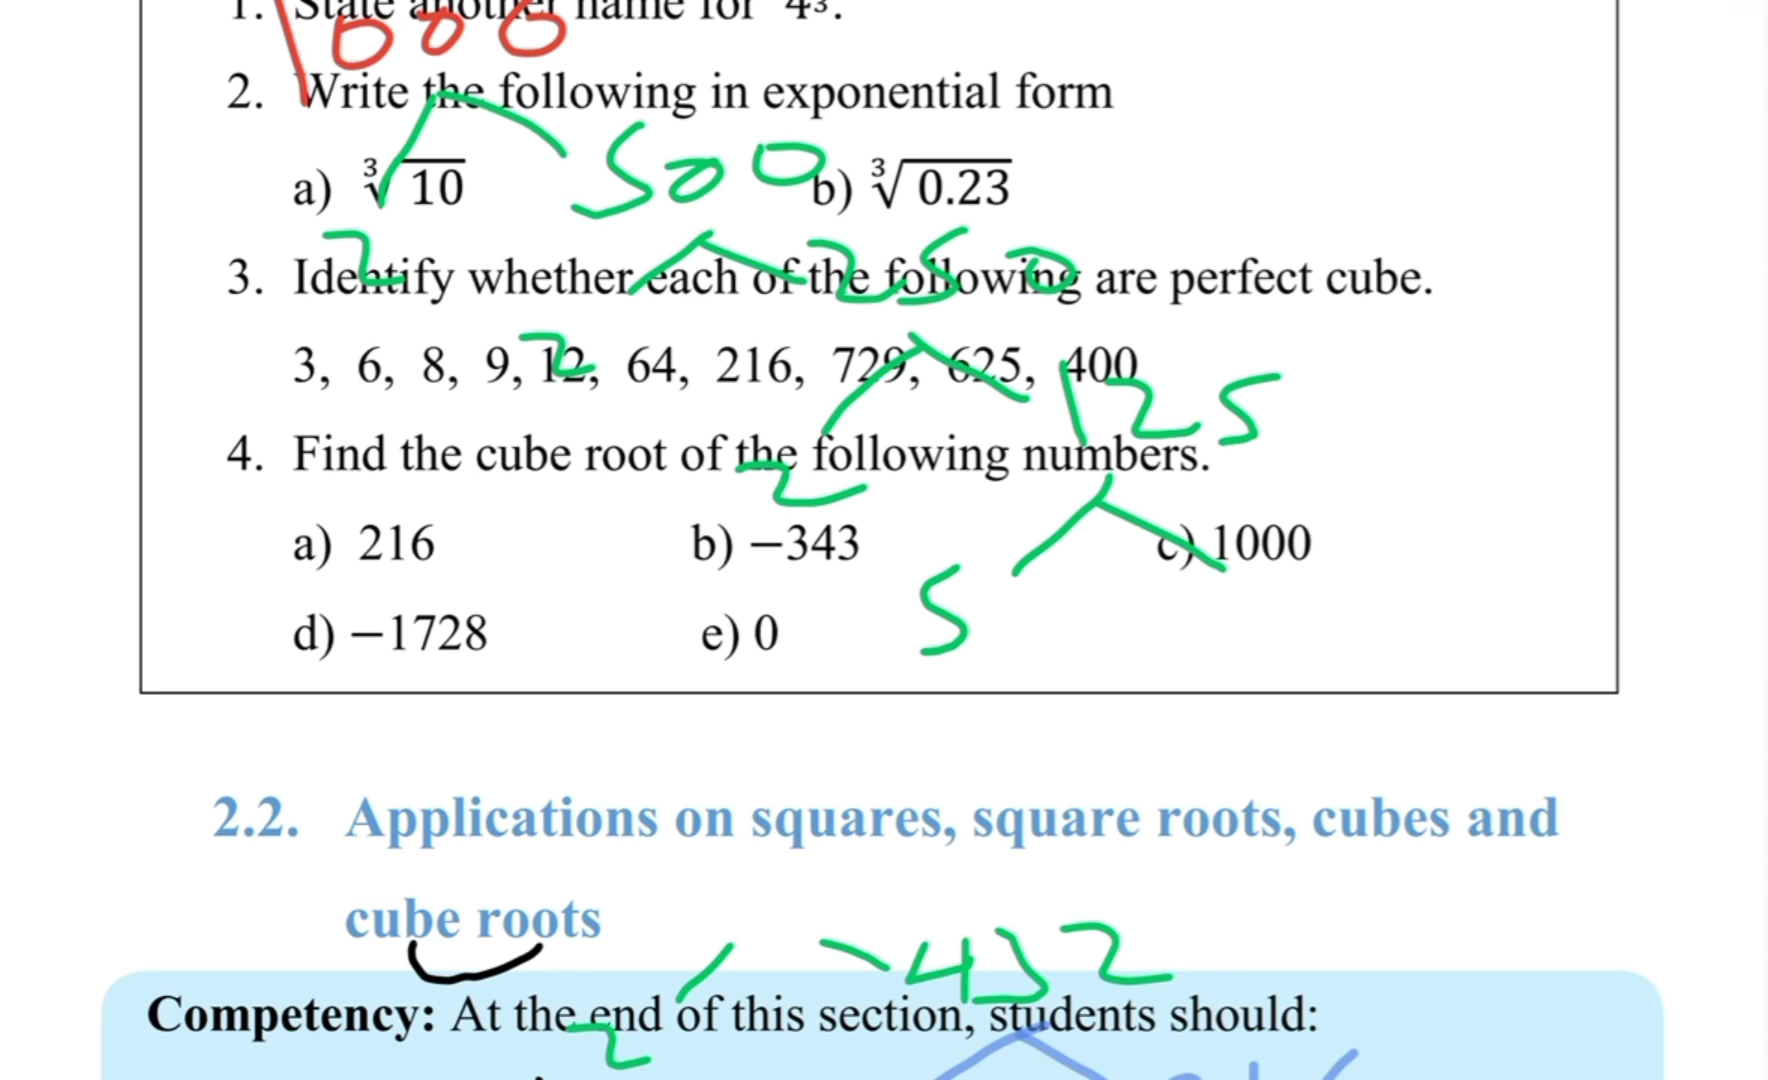 1. State another name for 4³.
1000
2. Write the following in exponential form
500
a) ∛10 b) ∛0.23
2 250
3. Identify whether each of the following are perfect cube.
3, 6, 8, 9, 12, 64, 216, 729, 625, 400
2 125
4. Find the cube root of the following numbers.
2
a) 216 b) −343 c) 1000
5
d) −1728 e) 0
2.2. Applications on squares, square roots, cubes and
cube roots
432
Competency: At the end of this section, students should:
2